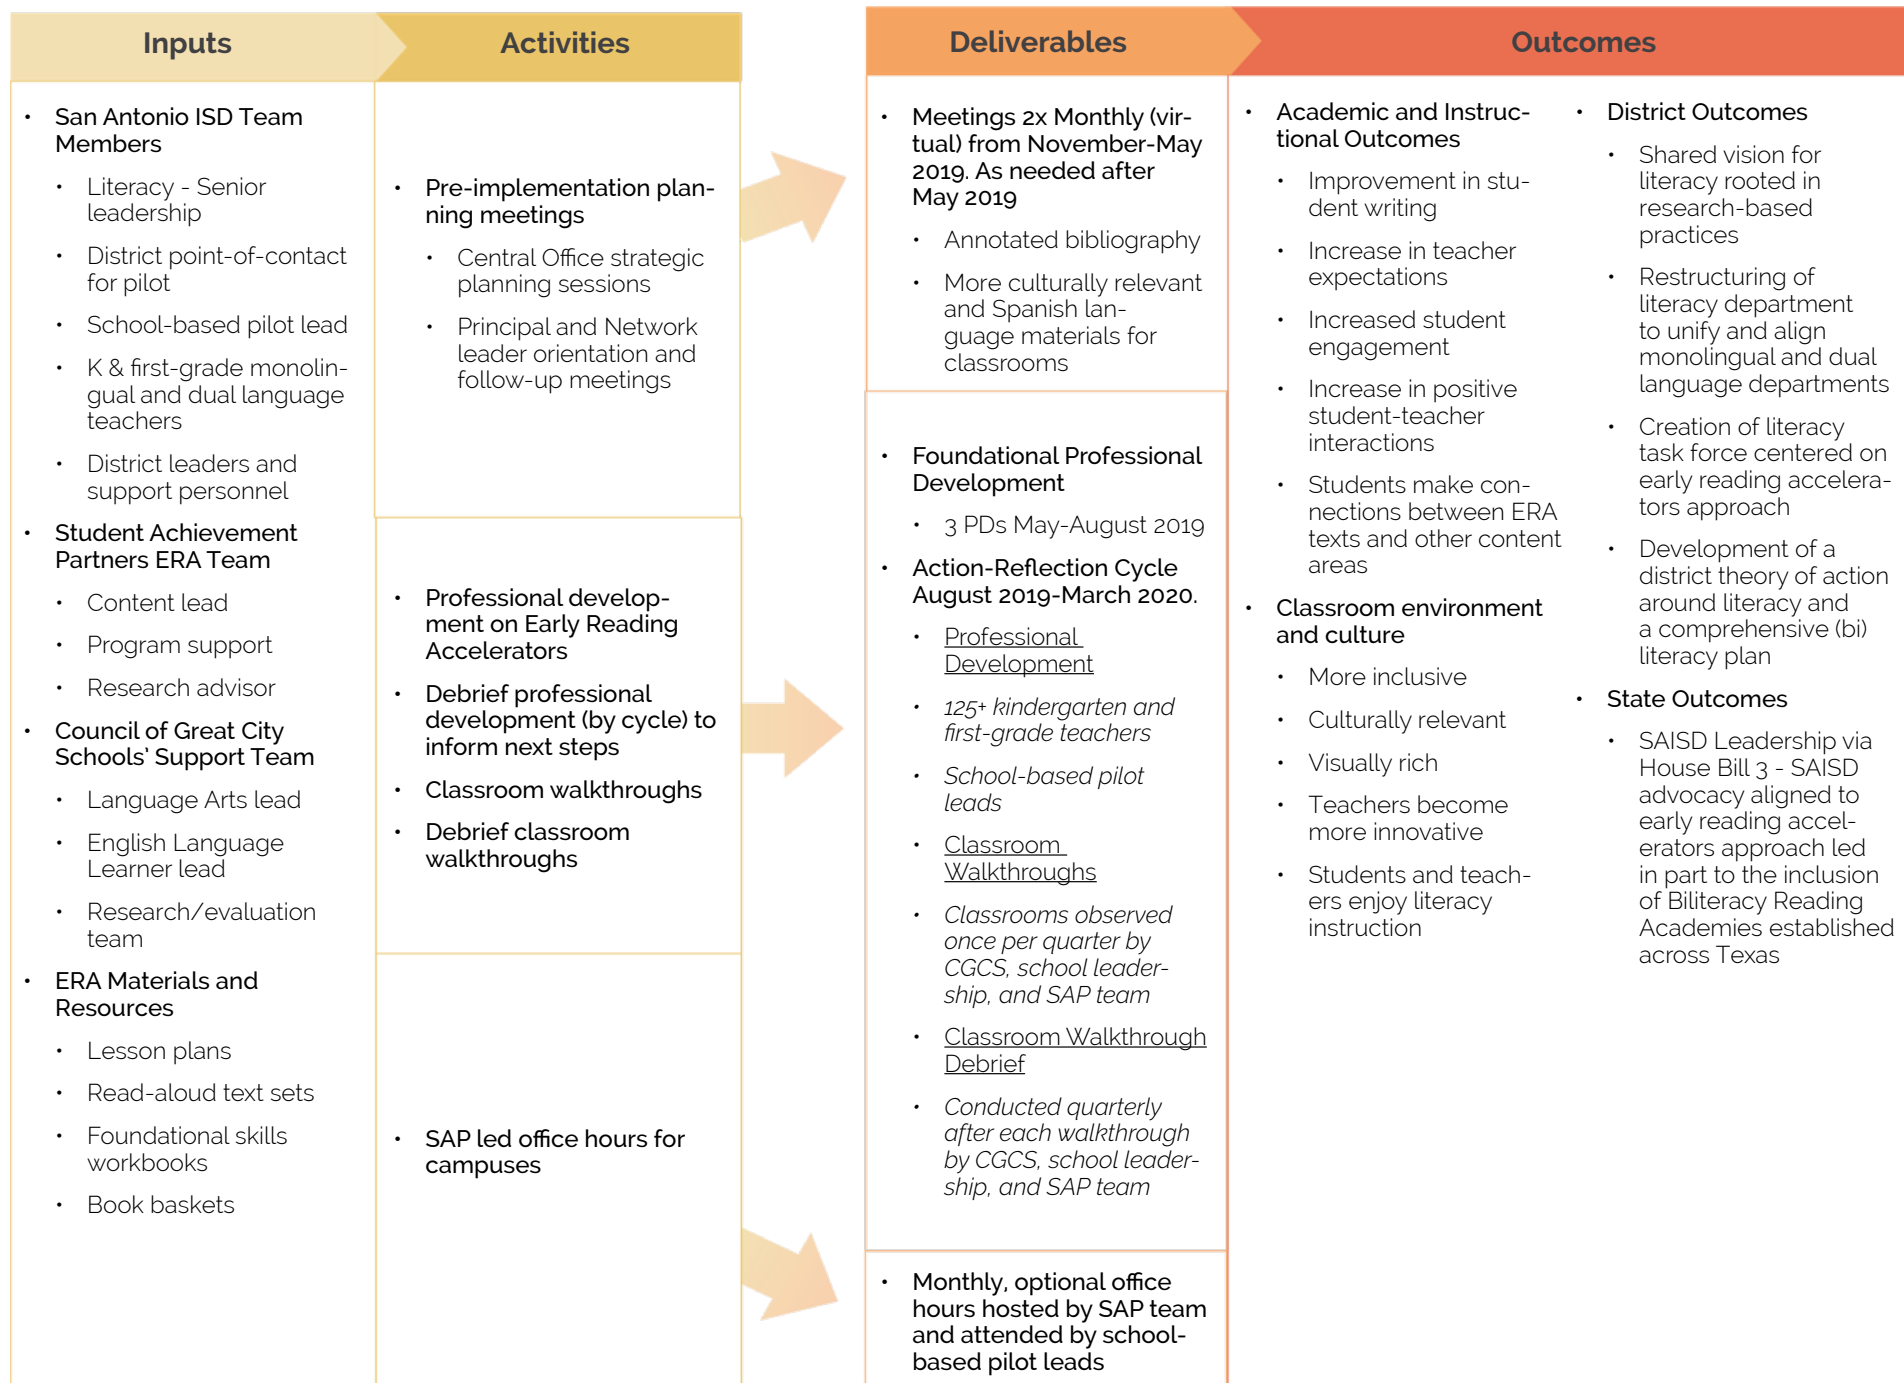 Inputs
San Antonio ISD Team
Members
Literacy - Senior
leadership
District point-of-contact
for pilot
School-based pilot lead
K & first-grade monolin-
gual and dual language
teachers
District leaders and
support personnel
Student Achievement
Partners ERA Team
Content lead
Program support
Research advisor
Council of Great City
Schools' Support Team
Language Arts lead
English Language
Learner lead
Research/evaluation
team
ERA Materials and
Resources
Lesson plans
Read-aloud text sets
Foundational skills
workbooks
Book baskets
Activities
Pre-implementation plan-
ning meetings
Central Office strategic
planning sessions
Principal and Network
leader orientation and
follow-up meetings
Professional develop-
ment on Early Reading
Accelerators
Debrief professional
development (by cycle) to
inform next steps
Classroom walkthroughs
Debrief classroom
walkthroughs
SAP led office hours for
campuses
Deliverables
Meetings 2x Monthly (vir-
tual) from November-May
2019. As needed after
May 2019
Annotated bibliography
More culturally relevant
and Spanish lan-
guage materials for
classrooms
Foundational Professional
Development
3 PDs May-August 2019
Action-Reflection Cycle
August 2019-March 2020.
Professional
Development
125+ kindergarten and
first-grade teachers
School-based pilot
leads
Classroom
Walkthroughs
Classrooms observed
once per quarter by
CGCS, school leader-
ship, and SAP team
Classroom Walkthrough
Debrief
Conducted quarterly
after each walkthrough
by CGCS, school leader-
ship, and SAP team
Monthly, optional office
hours hosted by SAP team
and attended by school-
based pilot leads
Outcomes
Academic and Instruc-
tional Outcomes
Improvement in stu-
dent writing
Increase in teacher
expectations
Increased student
engagement
Increase in positive
student-teacher
interactions
Students make con-
nections between ERA
texts and other content
areas
Classroom environment
and culture
More inclusive
Culturally relevant
Visually rich
Teachers become
more innovative
Students and teach-
ers enjoy literacy
instruction
District Outcomes
Shared vision for
literacy rooted in
research-based
practices
Restructuring of
literacy department
to unify and align
monolingual and dual
language departments
Creation of literacy
task force centered on
early reading accelera-
tors approach
Development of a
district theory of action
around literacy and
a comprehensive (bi)
literacy plan
State Outcomes
SAISD Leadership via
House Bill 3 - SAISD
advocacy aligned to
early reading accel-
erators approach led
in part to the inclusion
of Biliteracy Reading
Academies established
across Texas